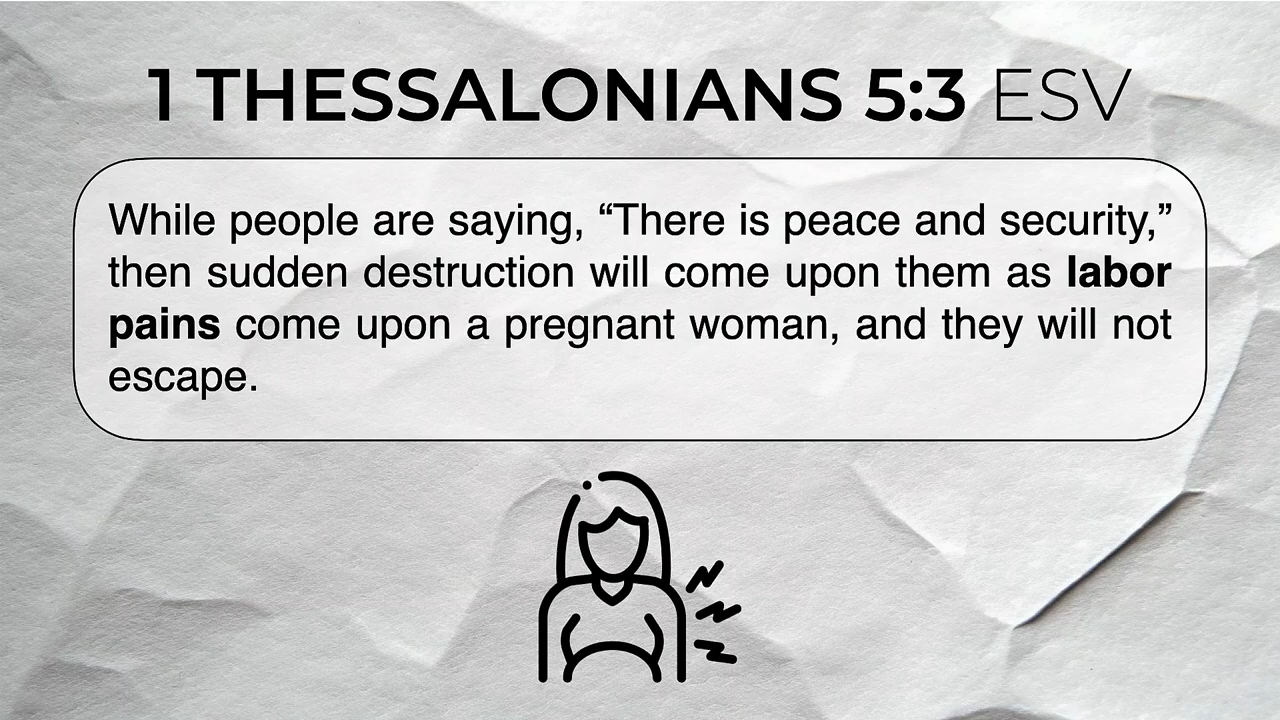 1 THESSALONIANS 5:3 ESV
While people are saying, “There is peace and security,”
then sudden destruction will come upon them as labor
pains come upon a pregnant woman, and they will not
escape.